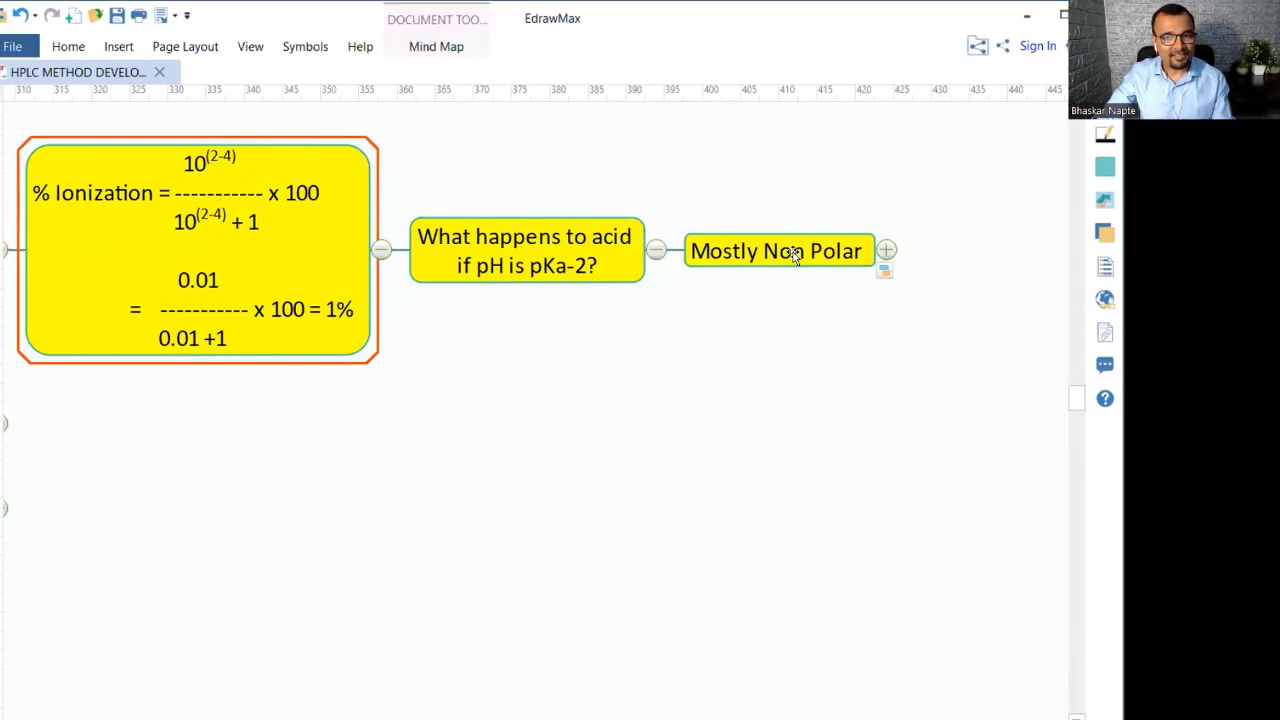 DOCUMENT TOO...
EdrawMax
File
Home
Insert
Page Layout
View
Symbols
Help
Mind Map
Sign In
HPLC METHOD DEVELO...
310 315 320 325 330 335 340 345 350 355 360 365 370 375 380 385 390 395 400 405 410 415 420 425 430 435 440 445
Bhaskar Napte
10(2-4)
% Ionization = ----------- x 100
10(2-4) + 1
0.01
= ----------- x 100 = 1%
0.01 +1
What happens to acid
if pH is pKa-2?
Mostly Non Polar